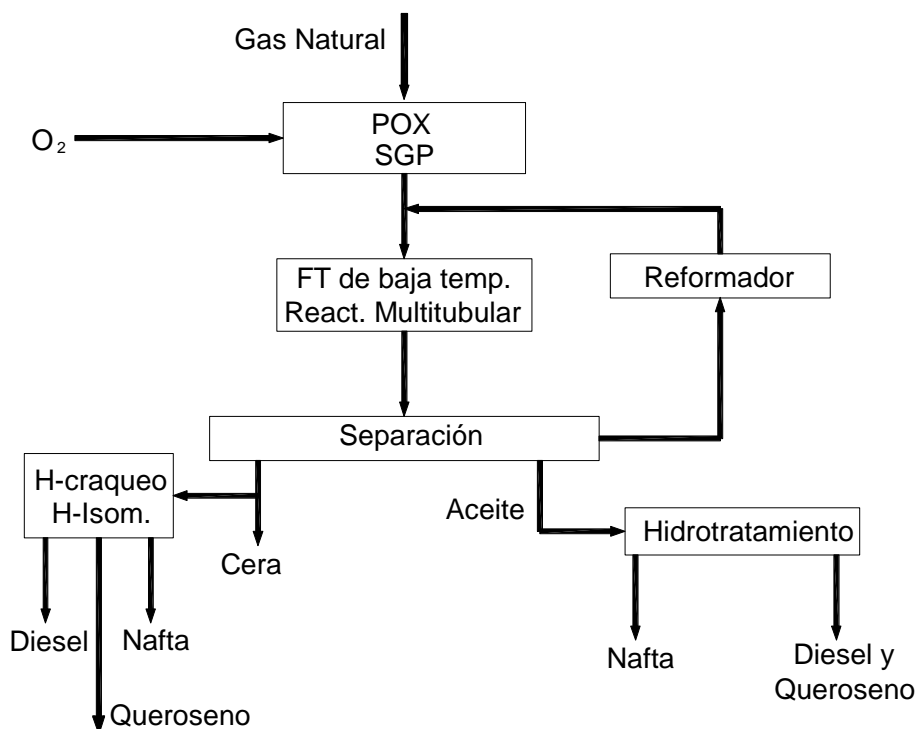 Gas Natural
O₂
POX
SGP
FT de baja temp.
React. Multitubular
Reformador
Separación
H-craqueo
H-Isom.
Aceite
Hidrotratamiento
Cera
Diesel
Nafta
Nafta
Diesel y
Queroseno
Queroseno